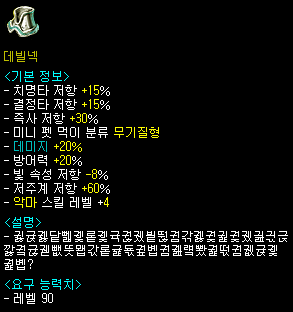 데빌넥
<기본 정보>
- 치명타 저항 +15%
- 결정타 저항 +15%
- 즉사 저항 +30%
- 미니 펫 먹이 분류 무기질형
- 데미지 +20%
- 방어력 +20%
- 빛 속성 저항 -8%
- 저주계 저항 +60%
- 악마 스킬 레벨 +4
<설명>
<요구 능력치>
- 레벨 90